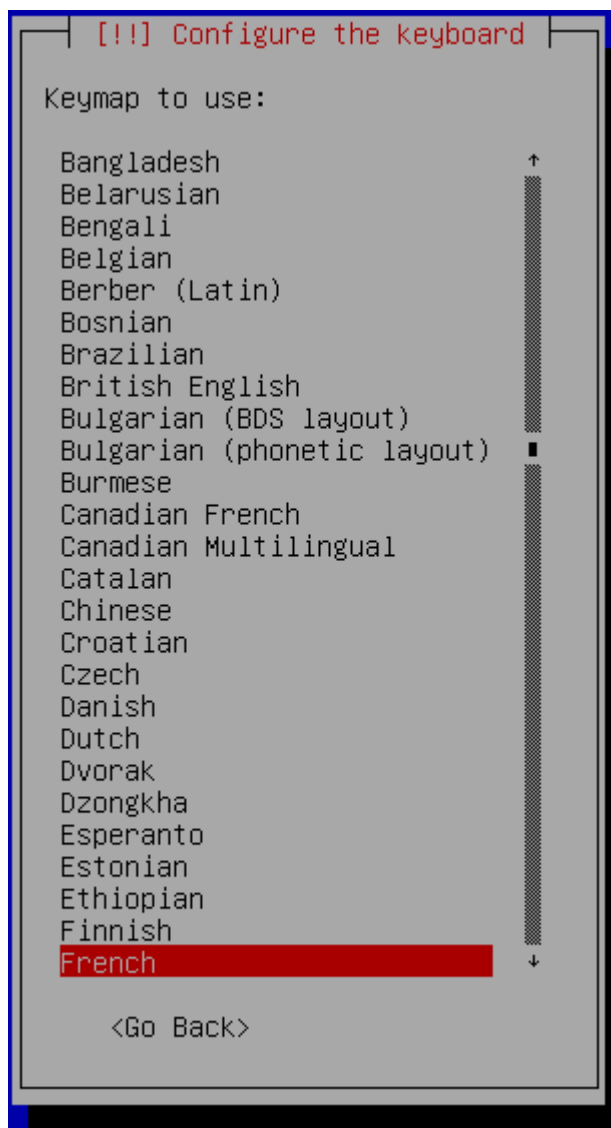 [!!] Configure the keyboard
Keymap to use:
Bangladesh
Belarusian
Bengali
Belgian
Berber (Latin)
Bosnian
Brazilian
British English
Bulgarian (BDS layout)
Bulgarian (phonetic layout)
Burmese
Canadian French
Canadian Multilingual
Catalan
Chinese
Croatian
Czech
Danish
Dutch
Dvorak
Dzongkha
Esperanto
Estonian
Ethiopian
Finnish
French
<Go Back>